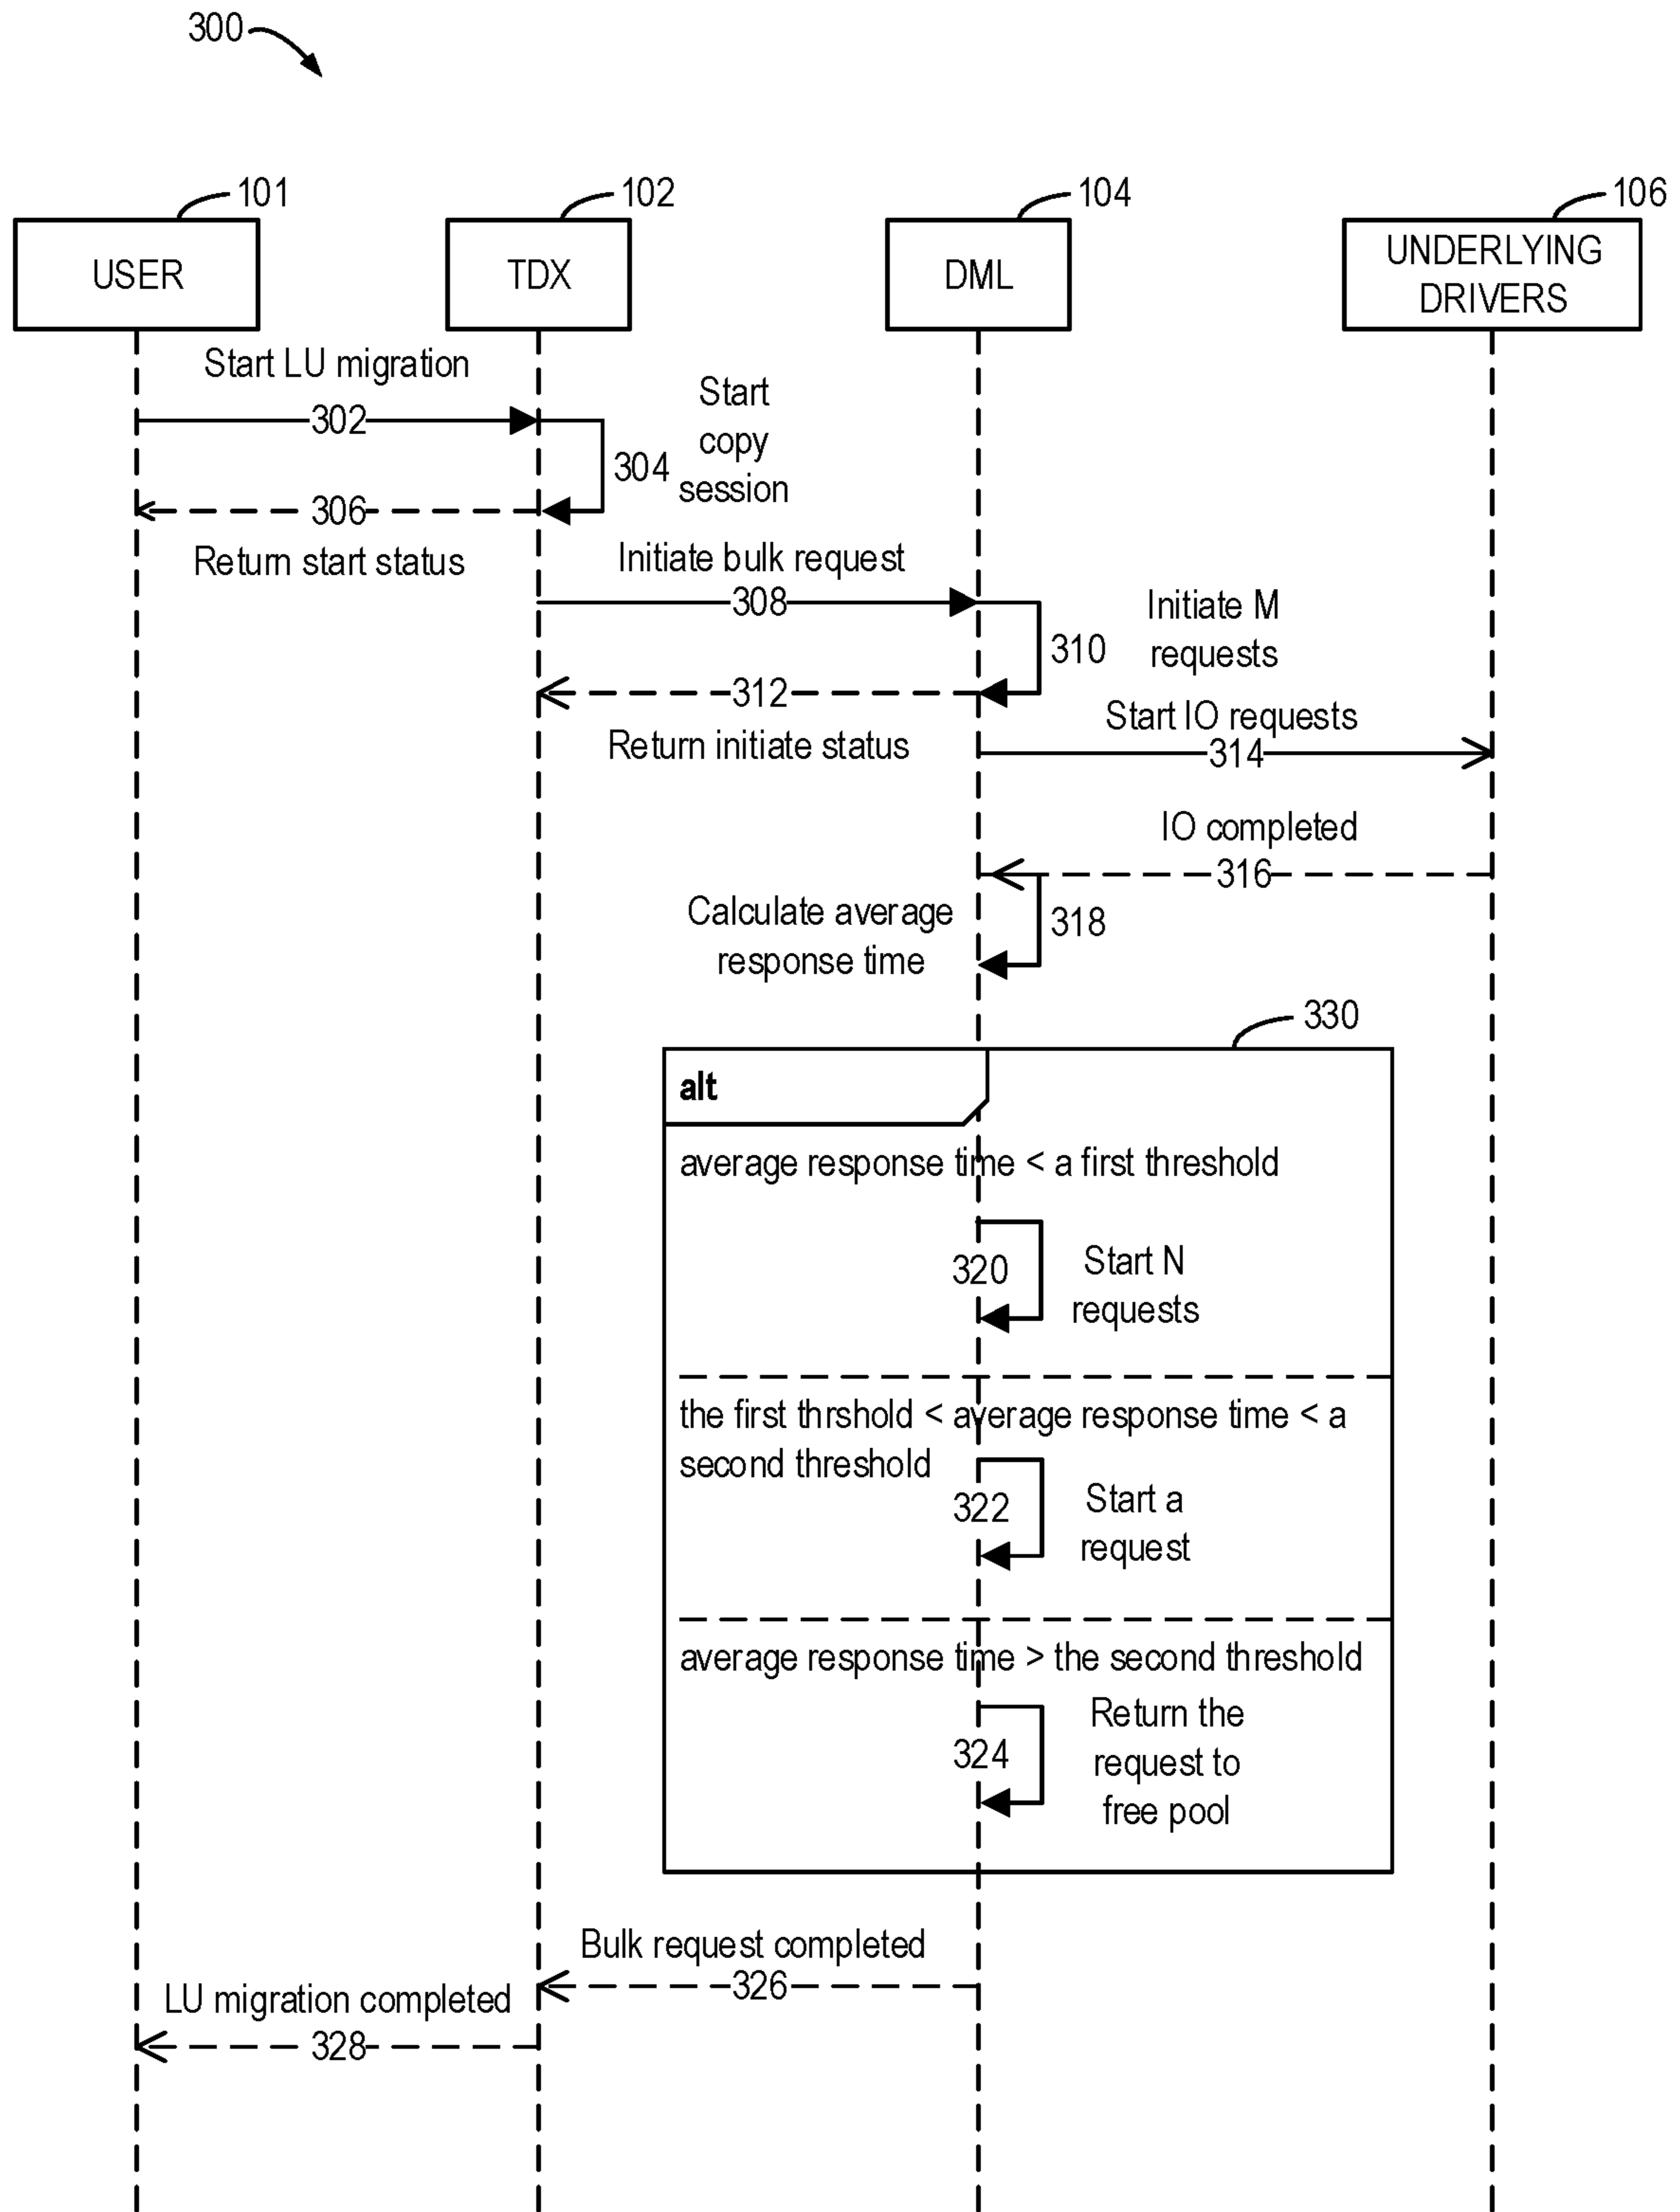 300
101
102
104
106
USER
TDX
DML
UNDERLYING
DRIVERS
Start LU migration
302
Start
copy
session
304
306
Return start status
Initiate bulk request
308
Initiate M
requests
310
312
Return initiate status
Start IO requests
314
IO completed
316
Calculate average
response time
318
330
alt
average response time < a first threshold
320
Start N
requests
the first thrshold < average response time < a
second threshold
322
Start a
request
average response time > the second threshold
324
Return the
request to
free pool
Bulk request completed
326
LU migration completed
328